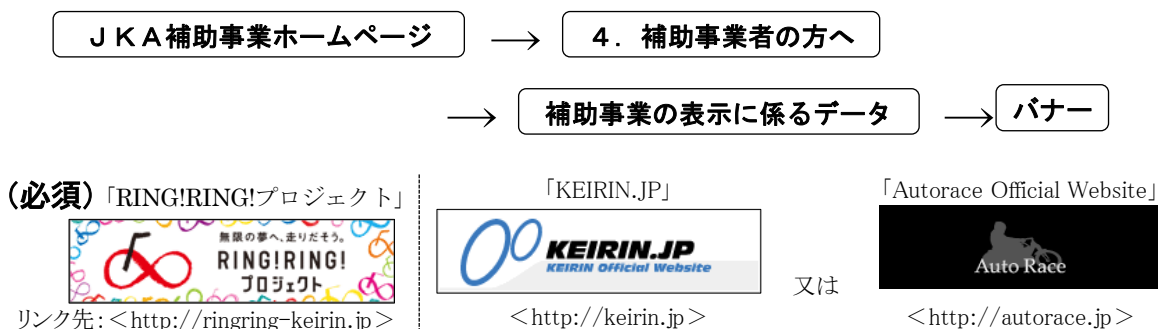 ＪＫＡ補助事業ホームページ → ４．補助事業者の方へ
→ 補助事業の表示に係るデータ → バナー
(必須)「RING!RING!プロジェクト」 「KEIRIN.JP」 「Autorace Official Website」
無限の夢へ、走りだそう。
RING!RING!
プロジェクト
KEIRIN.JP
KEIRIN Official Website
又は
Auto Race
リンク先:＜http://ringring-keirin.jp＞ ＜http://keirin.jp＞ ＜http://autorace.jp＞